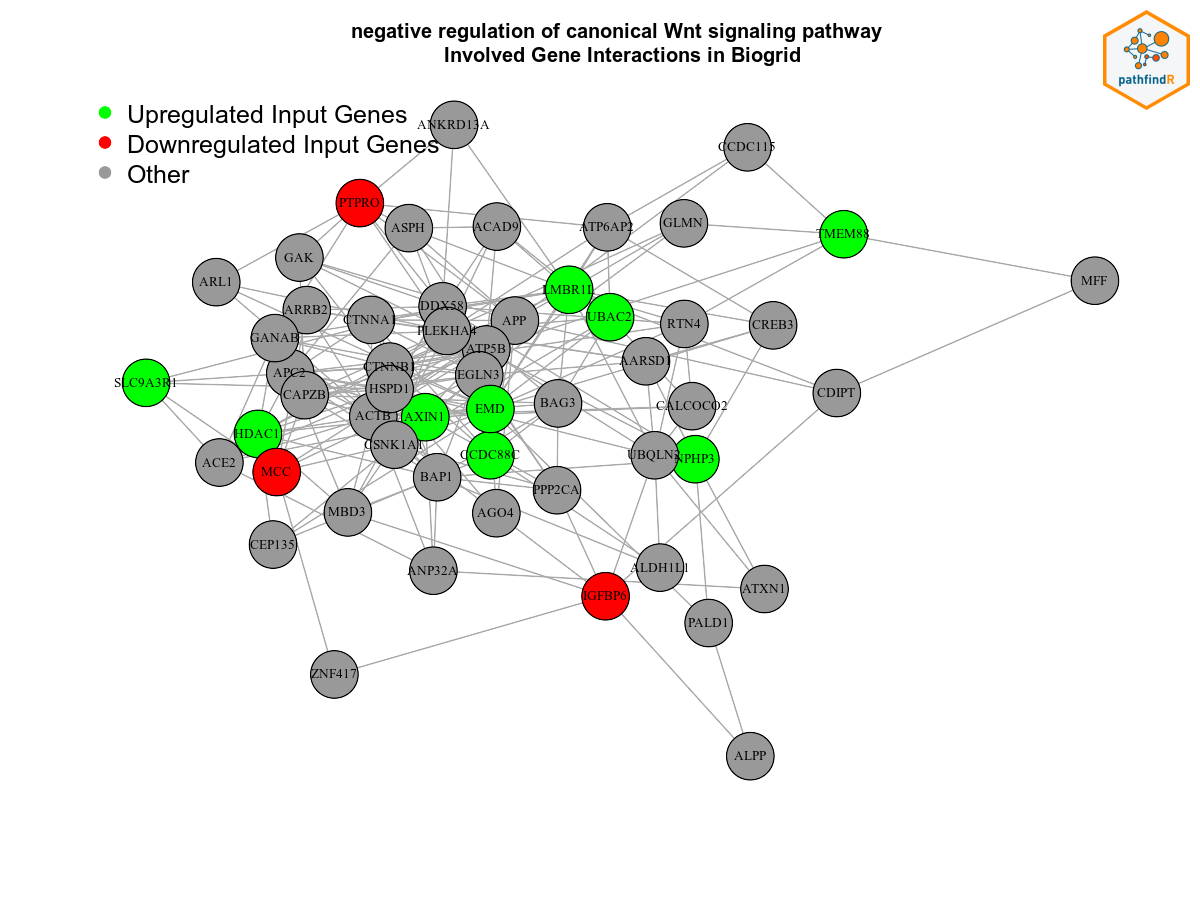 negative regulation of canonical Wnt signaling pathway
Involved Gene Interactions in Biogrid
pathfindR
Upregulated Input Genes
Downregulated Input Genes
Other
ANKRD13A
CCDC115
PTPRO
ASPH
ACAD9
ATP6AP2
GLMN
TMEM88
GAK
ARL1
MFF
LMBR1L
ARRB2
DDX58
CTNNA1
APP
UBAC2
RTN4
CREB3
GANAB
PLEKHA4
ATP5B
AARSD1
CTNNB1
APC2
EGLN3
SLC9A3R1
HSPD1
CAPZB
CDIPT
BAG3
CALCOCO2
EMD
ACTB
AXIN1
HDAC1
CSNK1A1
CCDC88C
UBQLN2
NPHP3
ACE2
MCC
BAP1
PPP2CA
MBD3
AGO4
CEP135
ANP32A
ALDH1L1
IGFBP6
ATXN1
PALD1
ZNF417
ALPP